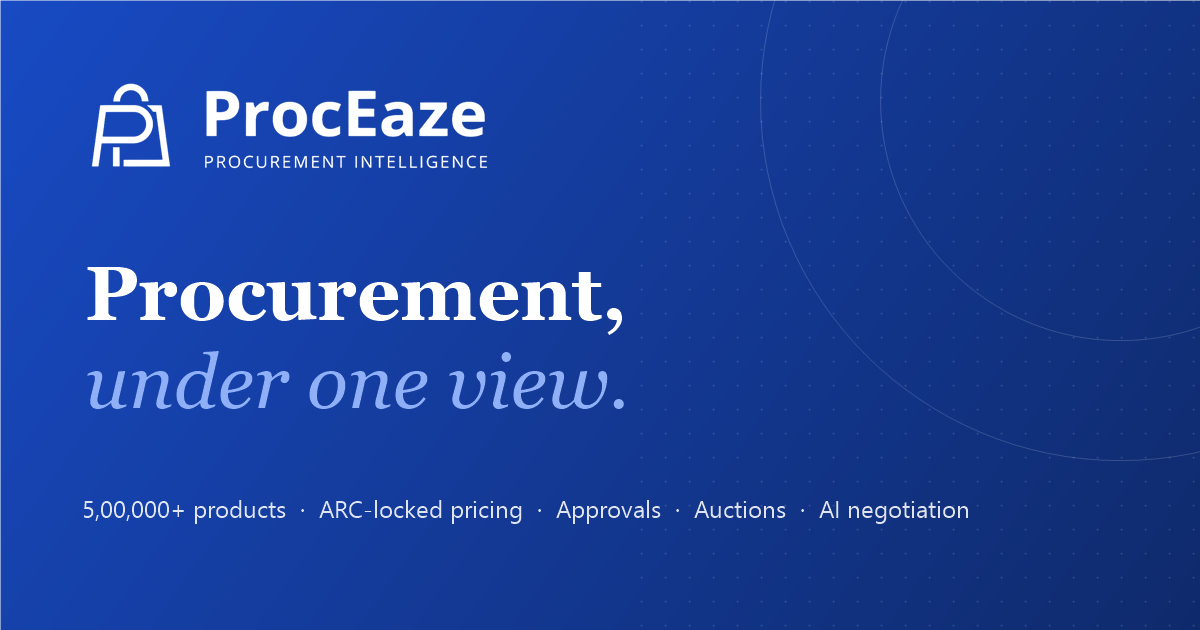 ProcEaze
PROCUREMENT INTELLIGENCE
Procurement,
under one view.
5,00,000+ products · ARC-locked pricing · Approvals · Auctions · AI negotiation